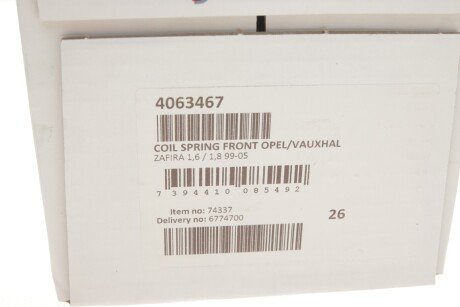 4063467
COIL SPRING FRONT OPEL/VAUXHAL
ZAFIRA 1,6 / 1,8 99-05
7 394410 085492
Item no: 74337
Delivery no: 6774700
26